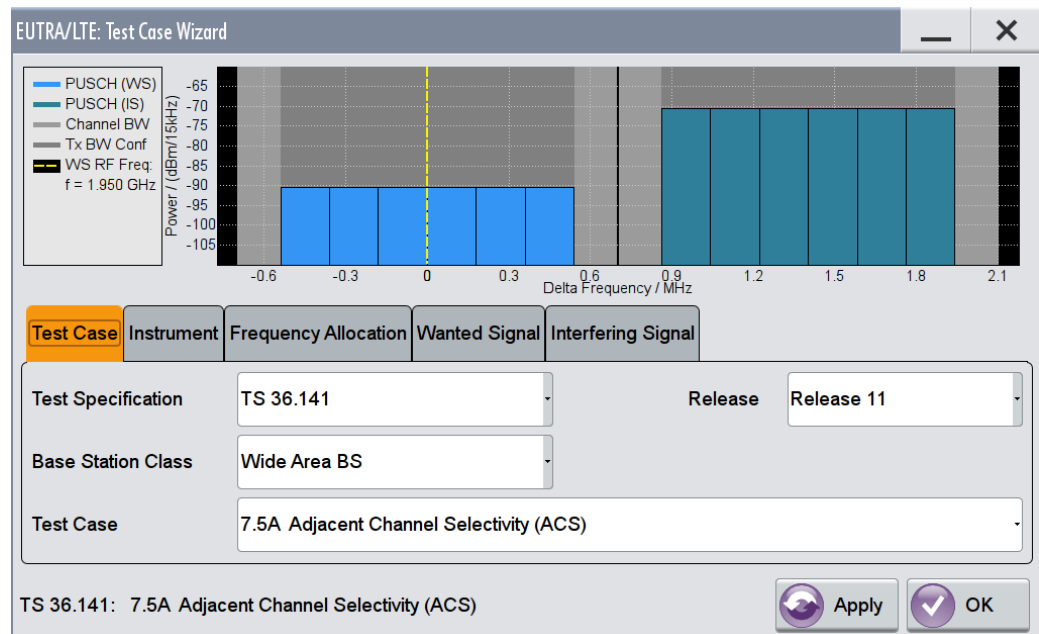 EUTRA/LTE: Test Case Wizard
PUSCH (WS)
PUSCH (IS)
Channel BW
Tx BW Conf
WS RF Freq:
f = 1.950 GHz
Power / (dBm/15kHz)
-65
-70
-75
-80
-85
-90
-95
-100
-105
-0.6 -0.3 0 0.3 0.6 0.9 1.2 1.5 1.8 2.1
Delta Frequency / MHz
Test Case Instrument Frequency Allocation Wanted Signal Interfering Signal
Test Specification TS 36.141 Release Release 11
Base Station Class Wide Area BS
Test Case 7.5A Adjacent Channel Selectivity (ACS)
TS 36.141: 7.5A Adjacent Channel Selectivity (ACS) Apply OK